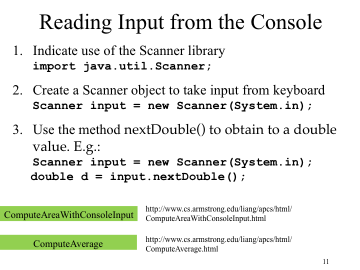 Reading Input from the Console
1. Indicate use of the Scanner library
import java.util.Scanner;
2. Create a Scanner object to take input from keyboard
Scanner input = new Scanner(System.in);
3. Use the method nextDouble() to obtain to a double
value. E.g.:
Scanner input = new Scanner(System.in);
double d = input.nextDouble();
ComputeAreaWithConsoleInput
http://www.cs.armstrong.edu/liang/apcs/html/
ComputeAreaWithConsoleInput.html
ComputeAverage
http://www.cs.armstrong.edu/liang/apcs/html/
ComputeAverage.html
11